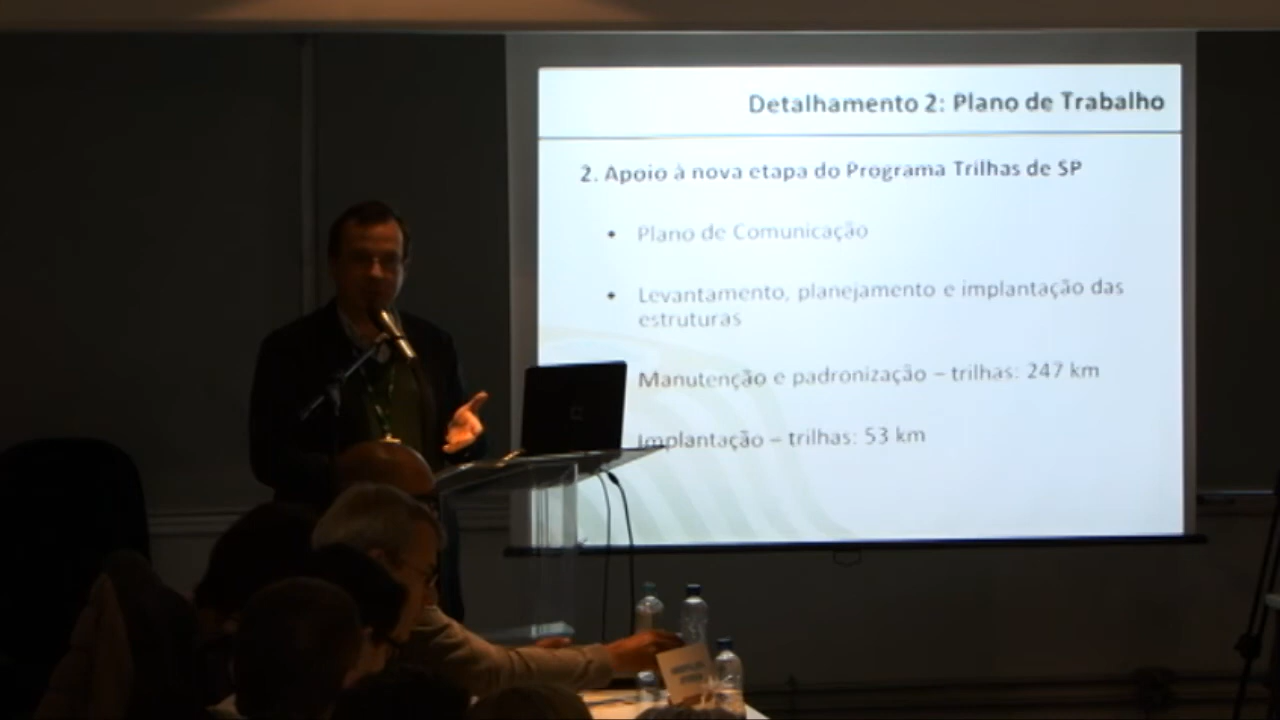 Detalhamento 2: Plano de Trabalho
2. Apoio à nova etapa do Programa Trilhas de SP
• Plano de Comunicação
• Levantamento, planejamento e implantação das
estruturas
Manutenção e padronização – trilhas: 247 km
Implantação – trilhas: 53 km